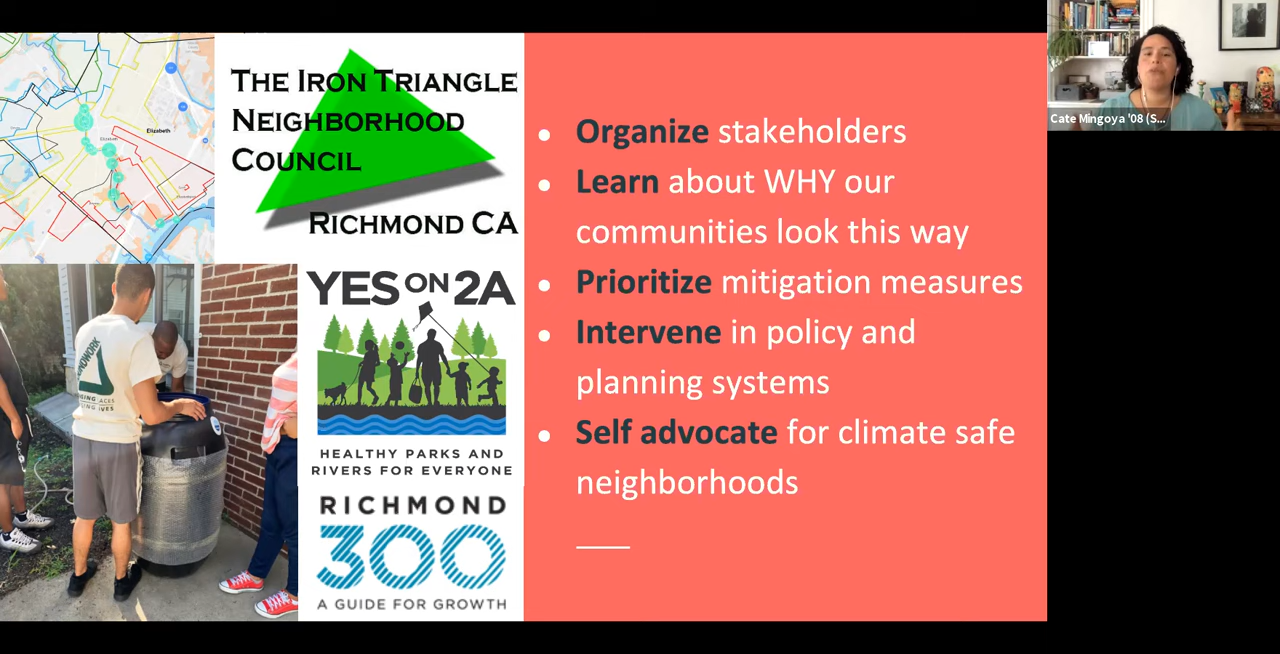 Elizabeth
THE IRON TRIANGLE
NEIGHBORHOOD
COUNCIL
RICHMOND CA
YES ON 2A
HEALTHY PARKS AND
RIVERS FOR EVERYONE
RICHMOND
300
A GUIDE FOR GROWTH
• Organize stakeholders
• Learn about WHY our
communities look this way
• Prioritize mitigation measures
• Intervene in policy and
planning systems
• Self advocate for climate safe
neighborhoods
Cate Mingoya '08 (S...